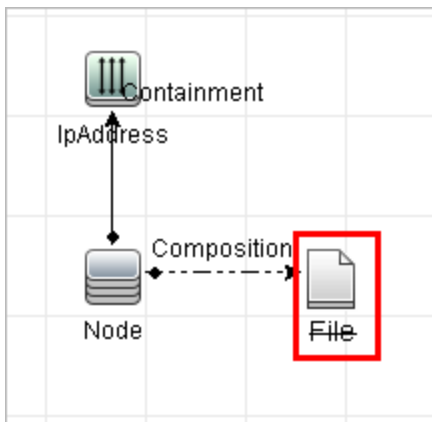 Containment
IpAddress
Composition
Node
File